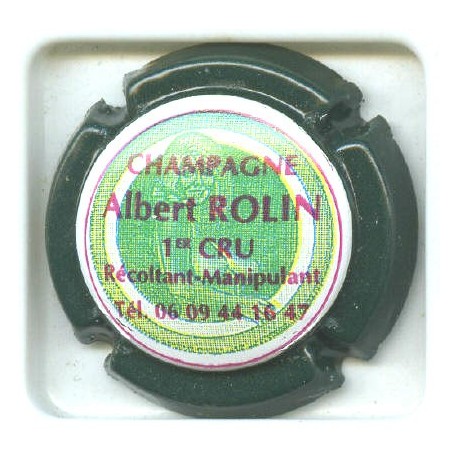 CHAMPAGNE
Albert ROLIN
1ER CRU
Récoltant-Manipulant
Tél. 06 09 44 16 47